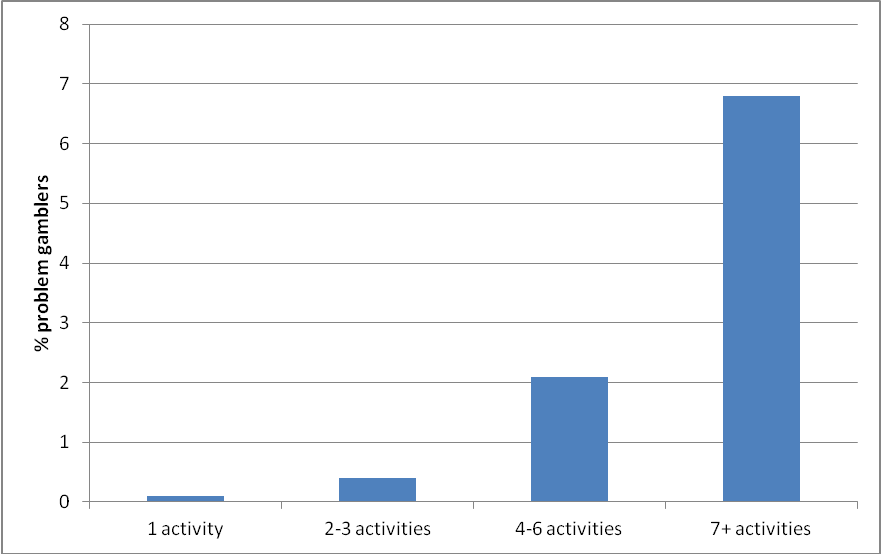 8
7
6
5
4
3
2
1
0
% problem gamblers
1 activity
2-3 activities
4-6 activities
7+ activities